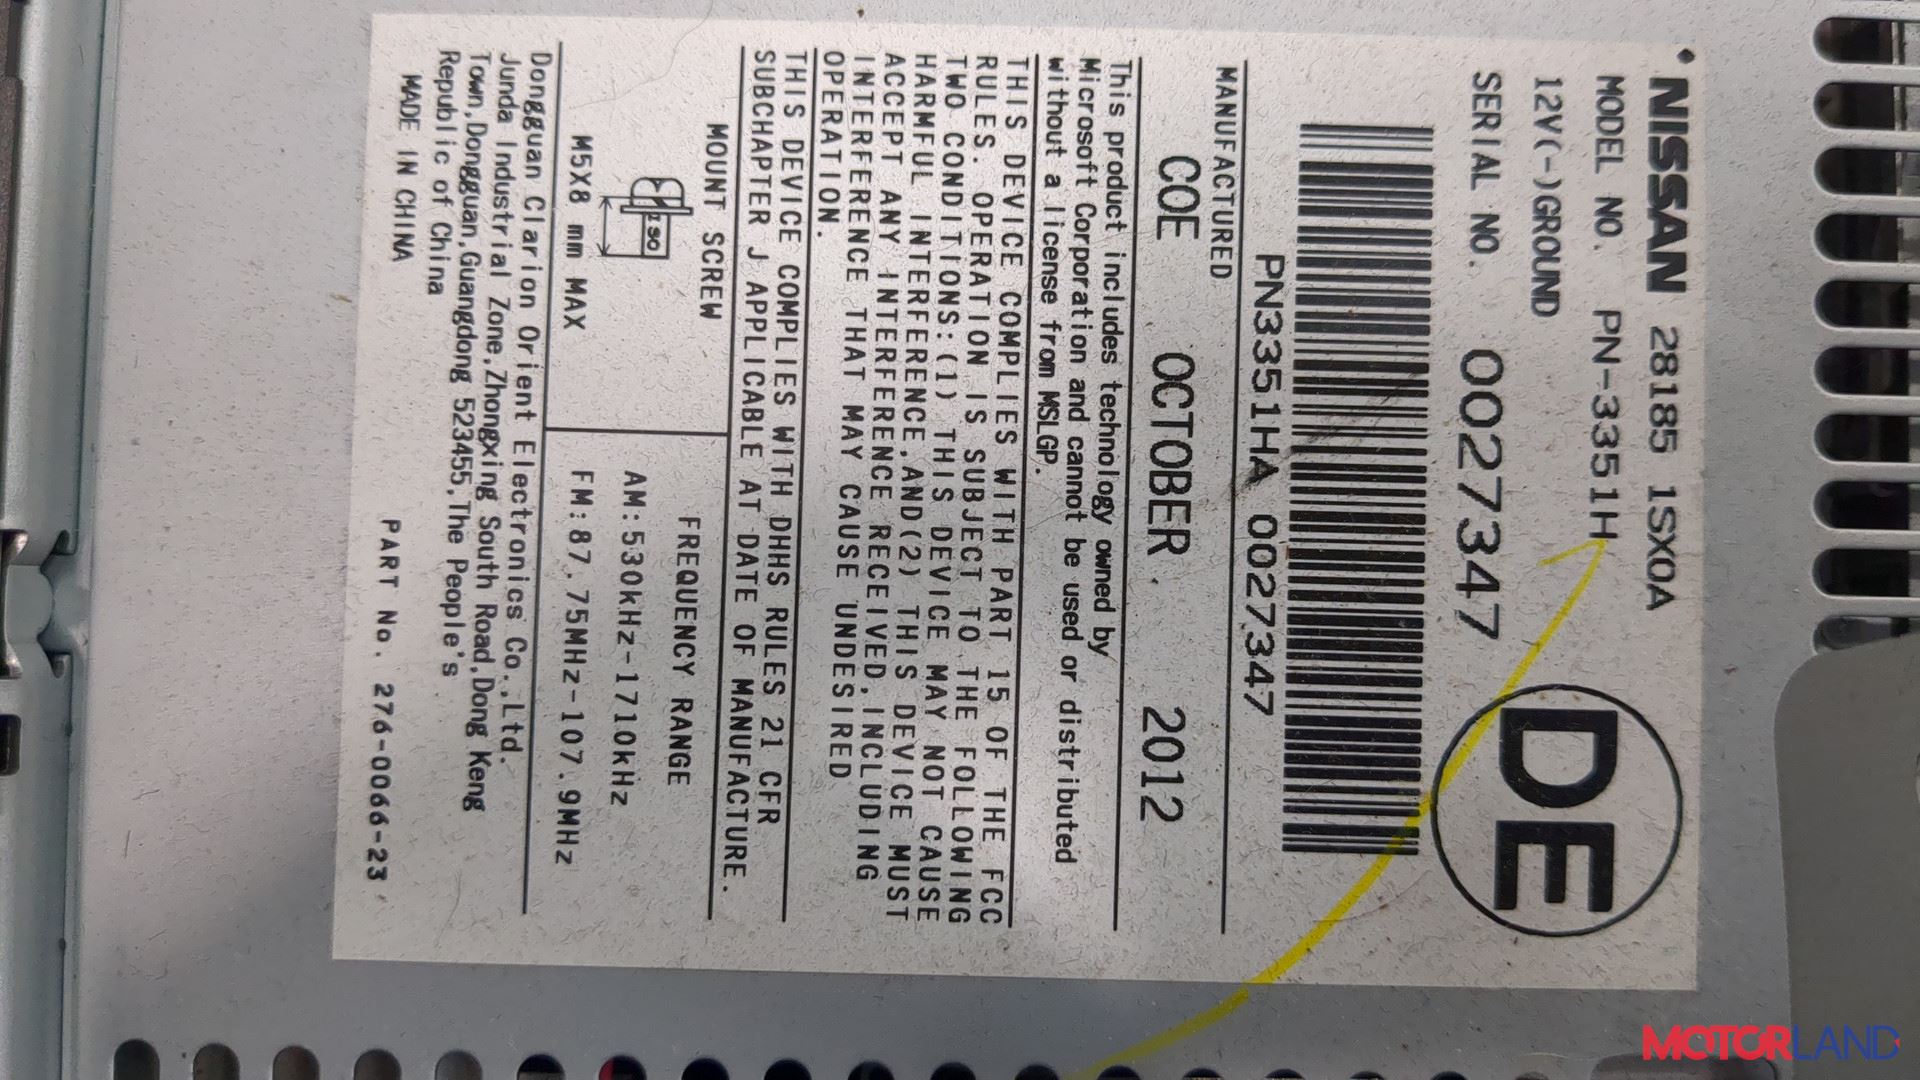 NISSAN 28185 1SX0A
MODEL NO. PN-3351H
12V(-)GROUND
SERIAL NO. 0027347
DE
PN3351HA 0027347
MANUFACTURED
COE OCTOBER. 2012
This product includes technology owned by
Microsoft Corporation and cannot be used or distributed
without a license from MSLGP.
THIS DEVICE COMPLIES WITH PART 15 OF THE FCC
RULES. OPERATION IS SUBJECT TO THE FOLLOWING
TWO CONDITIONS:(1) THIS DEVICE MAY NOT CAUSE
HARMFUL INTERFERENCE,AND(2) THIS DEVICE MUST
ACCEPT ANY INTERFERENCE RECEIVED,INCLUDING
INTERFERENCE THAT MAY CAUSE UNDESIRED
OPERATION.
THIS DEVICE COMPLIES WITH DHHS RULES 21 CFR
SUBCHAPTER J APPLICABLE AT DATE OF MANUFACTURE.
MOUNT SCREW
ISO
M5X8 mm MAX
FREQUENCY RANGE
AM:530kHz-1710kHz
FM:87.75MHz-107.9MHz
Dongguan Clarion Orient Electronics Co.,Ltd.
Junda Industrial Zone,Zhongxing South Road,Dong Keng
Town,Dongguan,Guangdong 523455,The People's
Republic of China
MADE IN CHINA
PART No. 276-0066-23
MOTORLAND